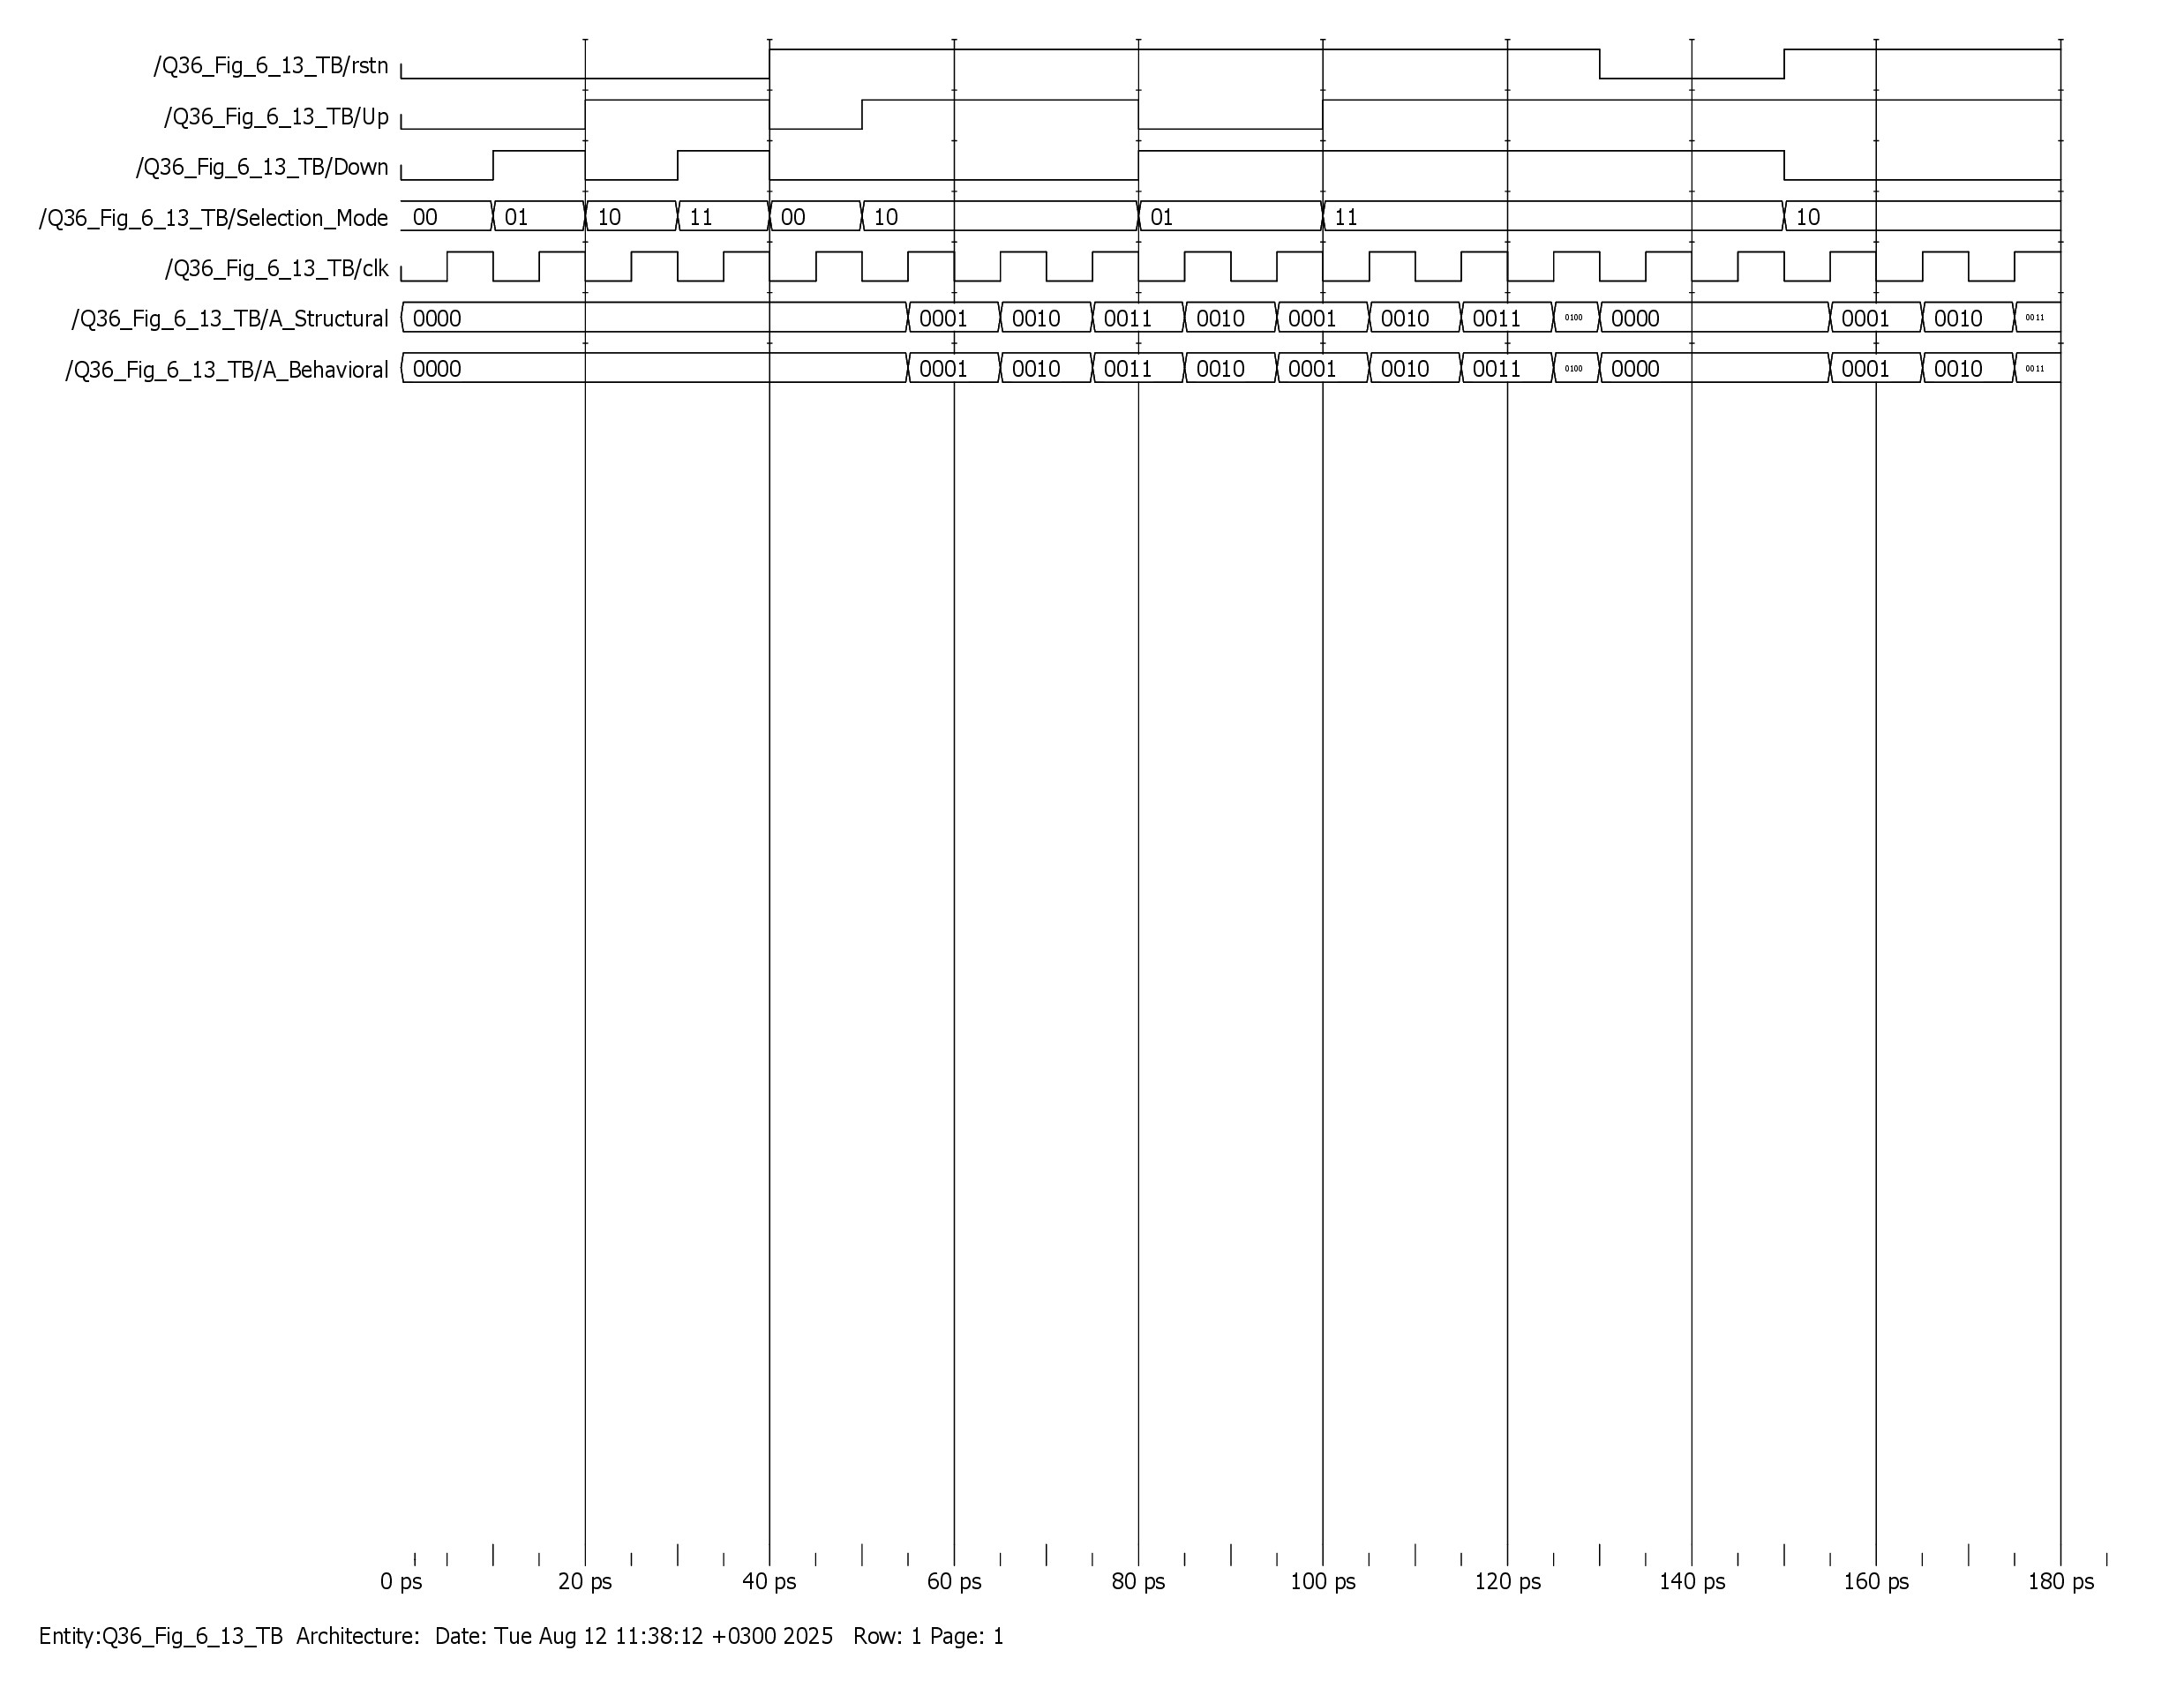 /Q36_Fig_6_13_TB/rstn
/Q36_Fig_6_13_TB/Up
/Q36_Fig_6_13_TB/Down
/Q36_Fig_6_13_TB/Selection_Mode 00 01 10 11 00 10 01 11 10
/Q36_Fig_6_13_TB/clk
/Q36_Fig_6_13_TB/A_Structural 0000 0001 0010 0011 0010 0001 0010 0011 0100 0000 0001 0010 0011
/Q36_Fig_6_13_TB/A_Behavioral 0000 0001 0010 0011 0010 0001 0010 0011 0100 0000 0001 0010 0011
0 ps 20 ps 40 ps 60 ps 80 ps 100 ps 120 ps 140 ps 160 ps 180 ps
Entity:Q36_Fig_6_13_TB Architecture: Date: Tue Aug 12 11:38:12 +0300 2025 Row: 1 Page: 1